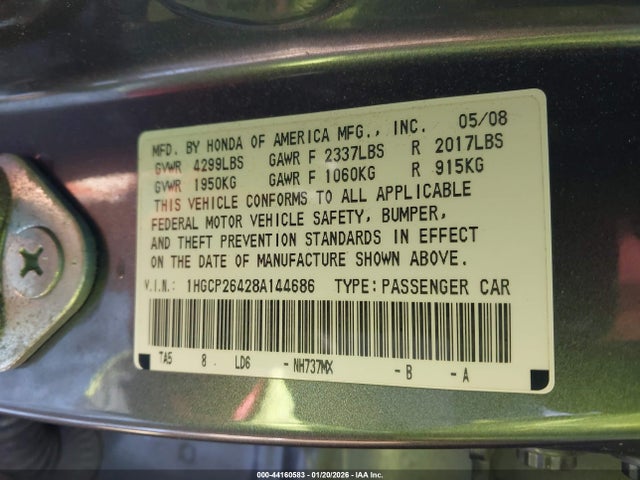 MFD. BY HONDA OF AMERICA MFG., INC. 05/08
GVWR 4299LBS GAWR F 2337LBS R 2017LBS
GVWR 1950KG GAWR F 1060KG R 915KG
THIS VEHICLE CONFORMS TO ALL APPLICABLE
FEDERAL MOTOR VEHICLE SAFETY, BUMPER,
AND THEFT PREVENTION STANDARDS IN EFFECT
ON THE DATE OF MANUFACTURE SHOWN ABOVE.
V.I.N: 1HGCP26428A144686 TYPE: PASSENGER CAR
TA5 8 LD6 -NH737MX -B -A
000-44160583 - 01/20/2026 - IAA Inc.